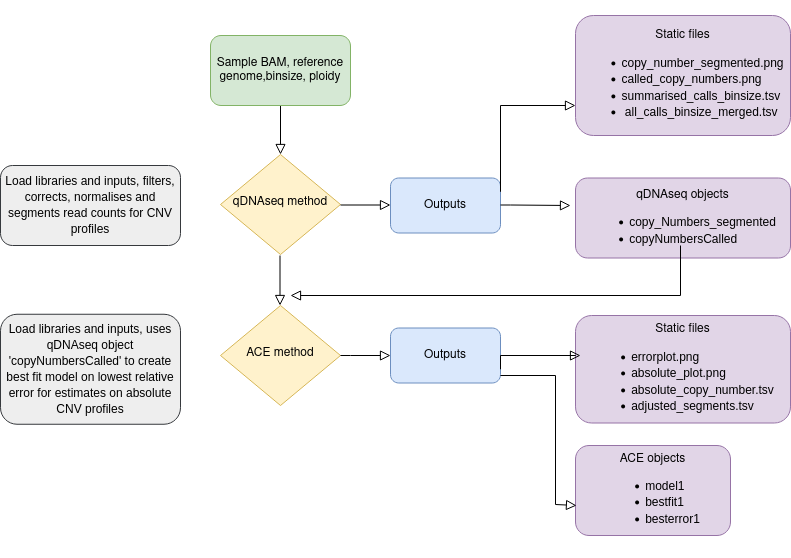 Sample BAM, reference
genome,binsize, ploidy
Static files
copy_number_segmented.png
called_copy_numbers.png
summarised_calls_binsize.tsv
all_calls_binsize_merged.tsv
Load libraries and inputs, filters,
corrects, normalises and
segments read counts for CNV
profiles
qDNAseq method
Outputs
qDNAseq objects
copy_Numbers_segmented
copyNumbersCalled
Load libraries and inputs, uses
qDNAseq object
'copyNumbersCalled' to create
best fit model on lowest relative
error for estimates on absolute
CNV profiles
ACE method
Outputs
Static files
errorplot.png
absolute_plot.png
absolute_copy_number.tsv
adjusted_segments.tsv
ACE objects
model1
bestfit1
besterror1